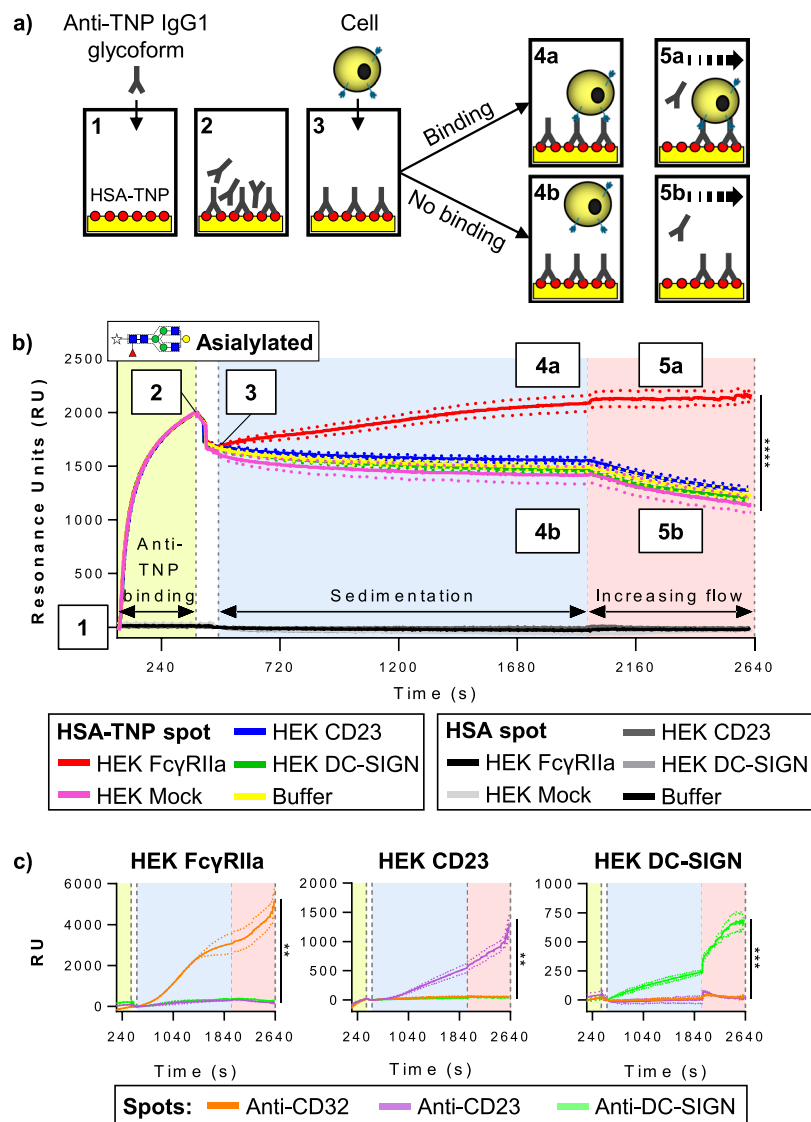 a)
Anti-TNP IgG1
glycoform
Cell
1
HSA-TNP
2
3
Binding
No binding
4a
5a
4b
5b
b)
Asialylated
Resonance Units (RU)
2500
2000
1500
1000
500
0
2
3
4a
5a
4b
5b
1
****
Anti-
TNP
binding
Sedimentation
Increasing flow
240 720 1200 1680 2160 2640
Time (s)
HSA-TNP spot
HEK CD23
HEK FcγRIIa
HEK DC-SIGN
HEK Mock
Buffer
HSA spot
HEK CD23
HEK FcγRIIa
HEK DC-SIGN
HEK Mock
Buffer
c)
HEK FcγRIIa
RU
6000
4000
2000
0
**
240 1040 1840 2640
Time (s)
HEK CD23
2000
1500
1000
500
0
**
240 1040 1840 2640
Time (s)
HEK DC-SIGN
1000
750
500
250
0
***
240 1040 1840 2640
Time (s)
Spots: Anti-CD32 Anti-CD23 Anti-DC-SIGN